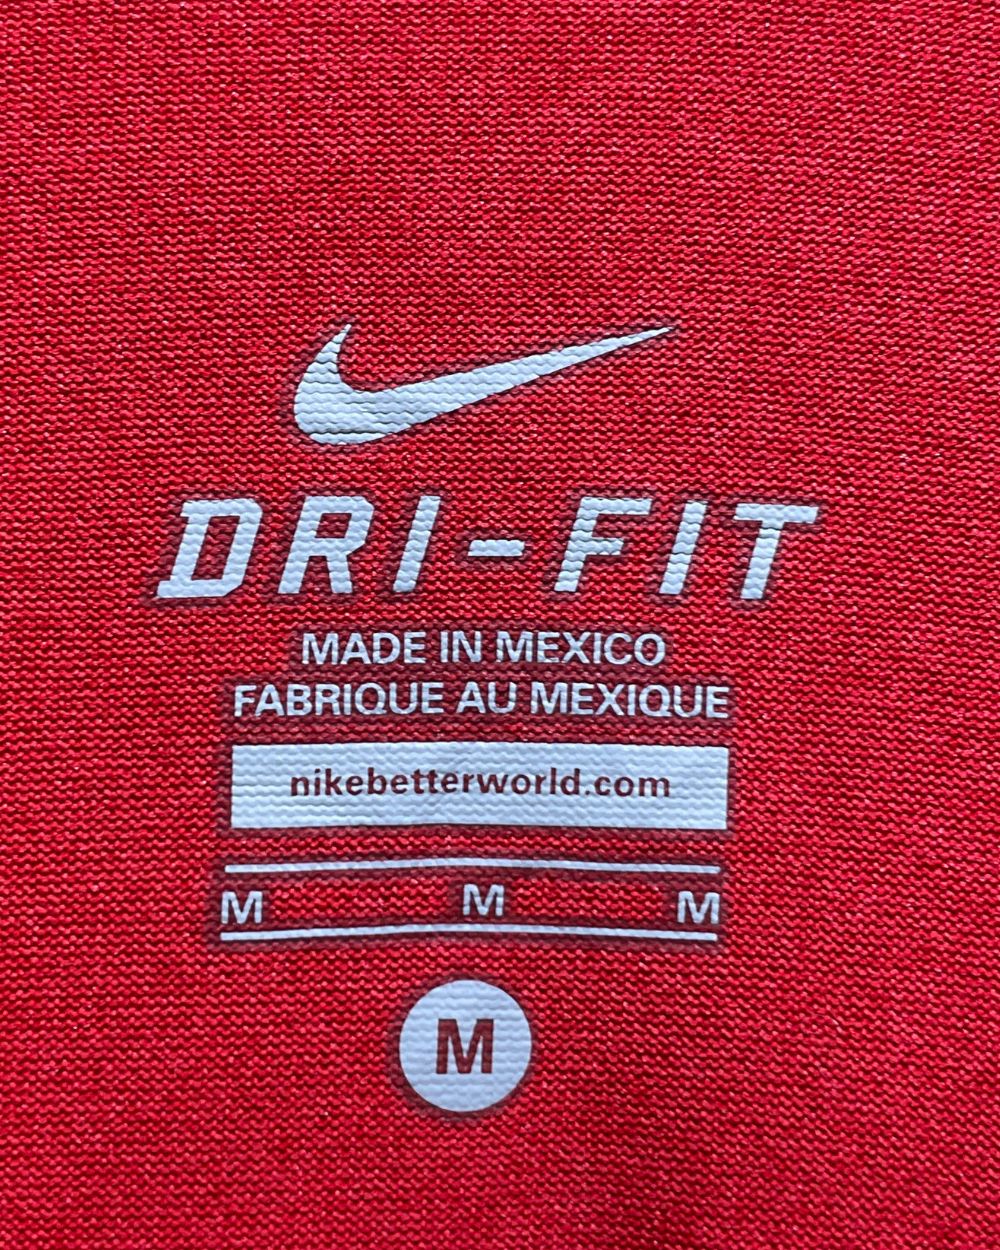 DRI-FIT
MADE IN MEXICO
FABRIQUE AU MEXIQUE
nikebetterworld.com
M M M
M